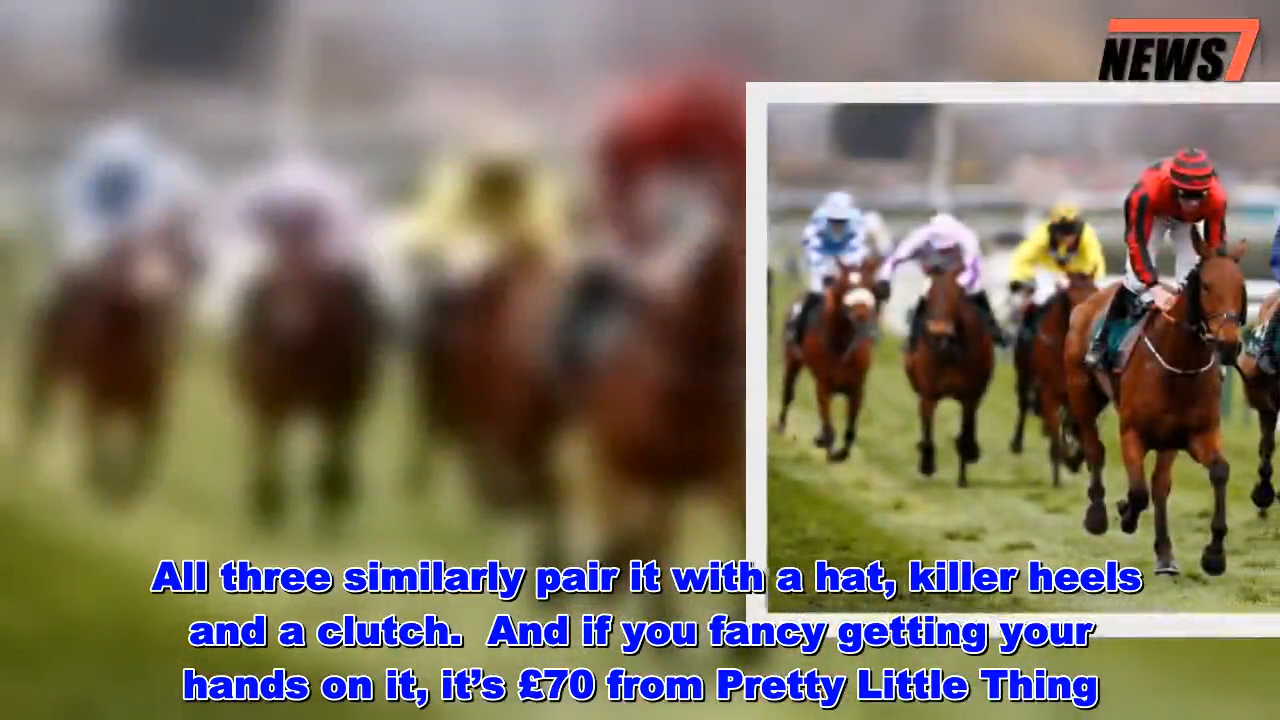 NEWS7
All three similarly pair it with a hat, killer heels
and a clutch. And if you fancy getting your
hands on it, it’s £70 from Pretty Little Thing